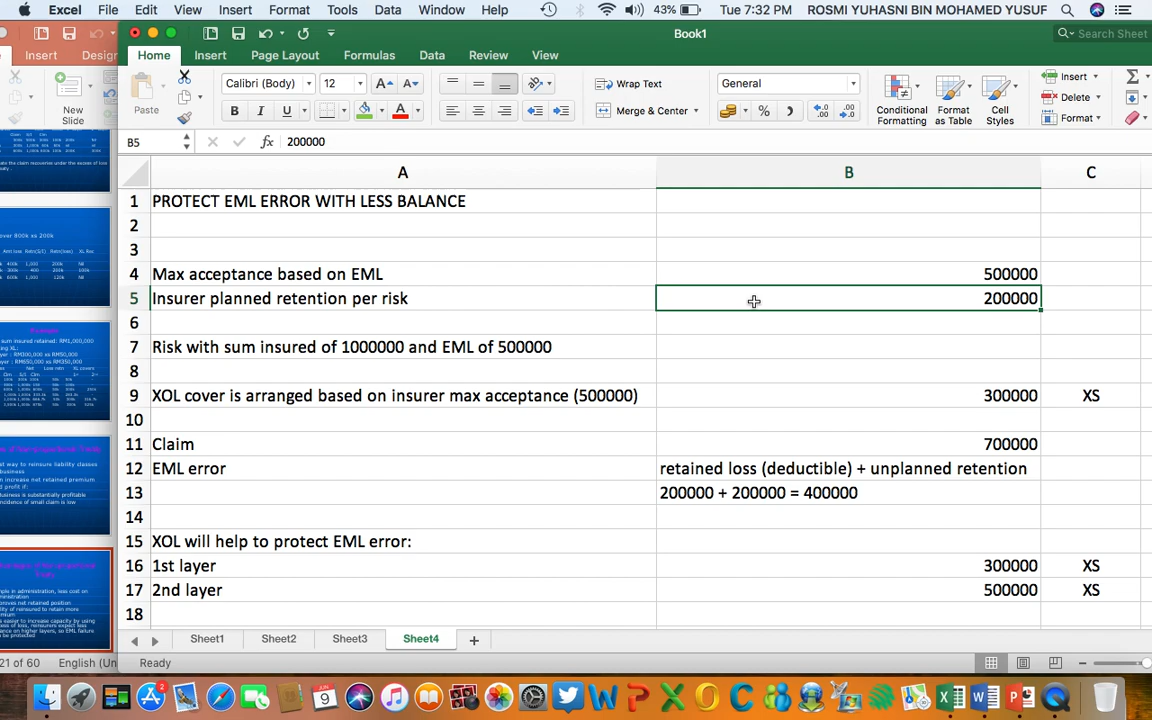 Excel File Edit View Insert Format Tools Data Window Help 43% Tue 7:32 PM ROSMI YUHASNI BIN MOHAMED YUSUF
Book1
Search Sheet
Insert Design
Home Insert Page Layout Formulas Data Review View
New Slide
Paste
Calibri (Body) 12
B I U
Wrap Text
Merge & Center
General
Conditional Formatting
Format as Table
Cell Styles
Insert
Delete
Format
B5 fx 200000
A B C
1 PROTECT EML ERROR WITH LESS BALANCE
2
3
4 Max acceptance based on EML 500000
5 Insurer planned retention per risk 200000
6
7 Risk with sum insured of 1000000 and EML of 500000
8
9 XOL cover is arranged based on insurer max acceptance (500000) 300000 XS
10
11 Claim 700000
12 EML error retained loss (deductible) + unplanned retention
13 200000 + 200000 = 400000
14
15 XOL will help to protect EML error:
16 1st layer 300000 XS
17 2nd layer 500000 XS
18
Sheet1 Sheet2 Sheet3 Sheet4 +
21 of 60 English (Un
Ready